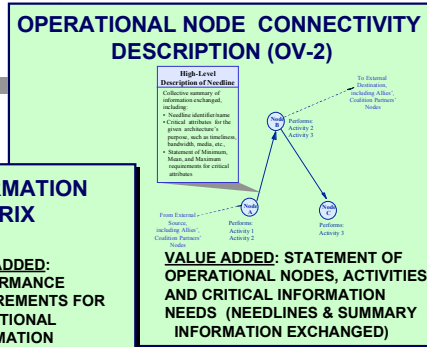 OPERATIONAL NODE CONNECTIVITY
DESCRIPTION (OV-2)
High-Level
Description of Needline
Collective summary of
information exchanged,
including:
• Needline identifier/name
• Critical attributes for the
given architecture's
purpose, such as timeliness,
bandwidth, media, etc.,
• Statement of Minimum,
Mean, and Maximum
requirements for critical
attributes
To External
Destination,
including Allies',
Coalition Partners'
Nodes
Node
B
Performs:
Activity 2
Activity 3
From External
Source,
including Allies',
Coalition Partners'
Nodes
Node
A
Performs:
Activity 1
Activity 2
Node
C
Performs:
Activity 3
VALUE ADDED: STATEMENT OF
OPERATIONAL NODES, ACTIVITIES
AND CRITICAL INFORMATION
NEEDS (NEEDLINES & SUMMARY
INFORMATION EXCHANGED)
RMATION
RIX
ADDED:
ORMANCE
REMENTS FOR
TIONAL
MATION